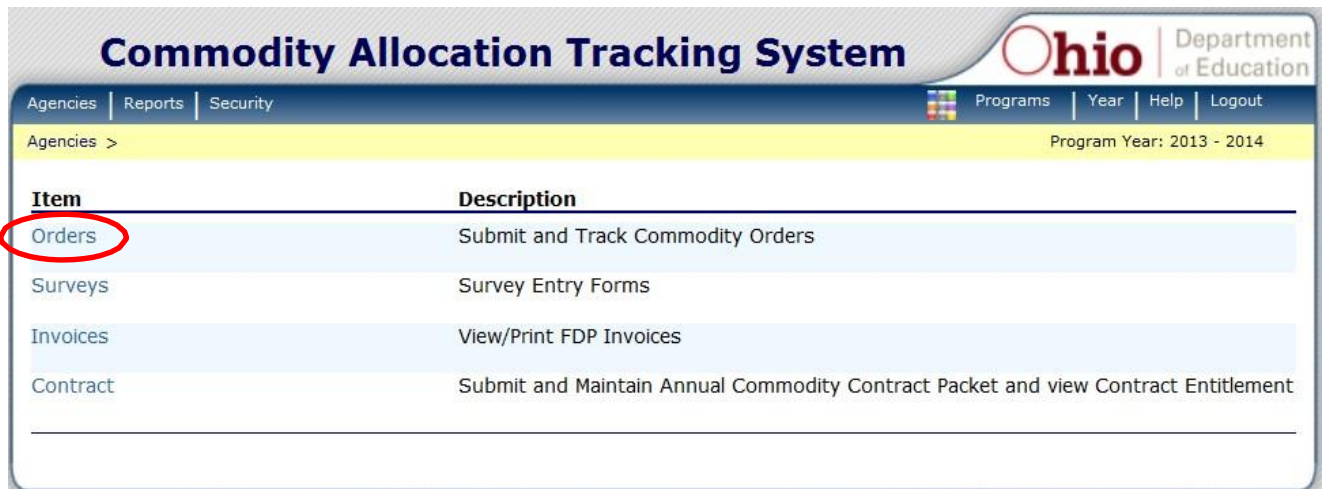 Commodity Allocation Tracking System
Ohio Department of Education
Agencies | Reports | Security Programs | Year | Help | Logout
Agencies > Program Year: 2013 - 2014
Item Description
Orders Submit and Track Commodity Orders
Surveys Survey Entry Forms
Invoices View/Print FDP Invoices
Contract Submit and Maintain Annual Commodity Contract Packet and view Contract Entitlement